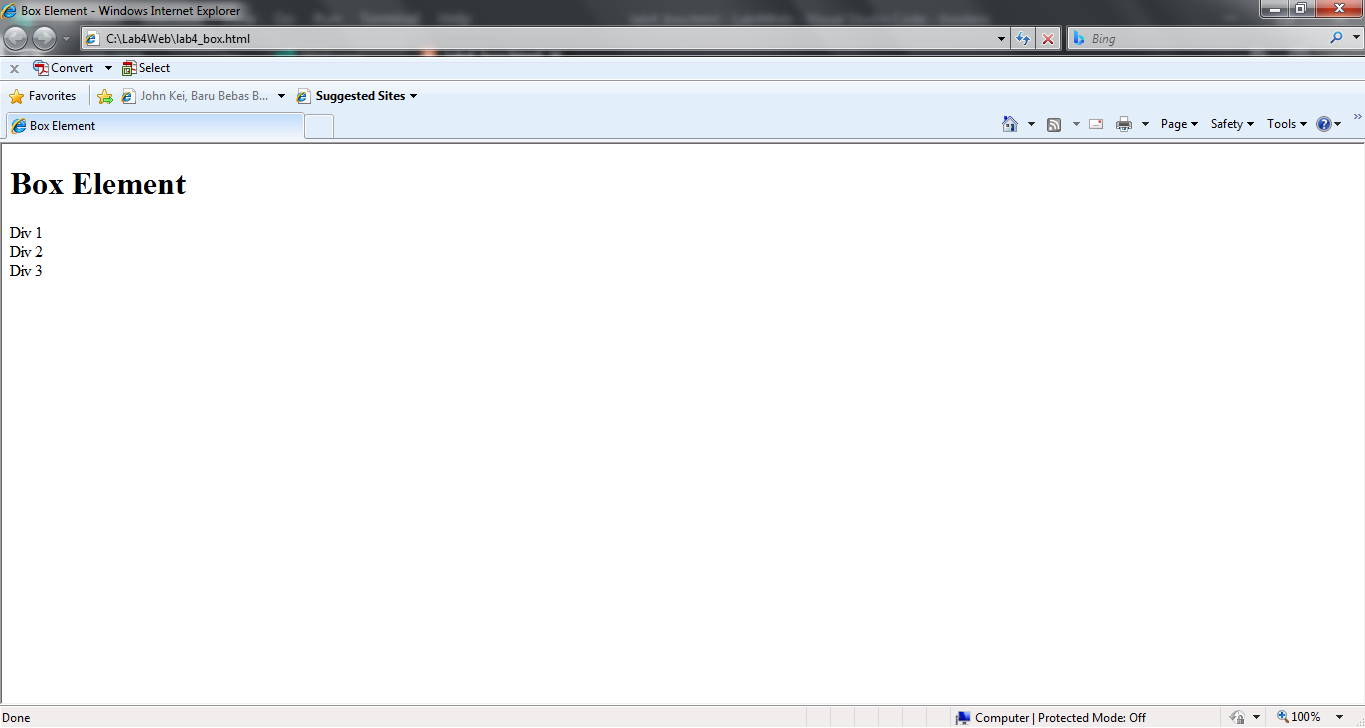 Box Element - Windows Internet Explorer
C:\Lab4Web\lab4_box.html
Bing
x Convert Select
Favorites John Kei, Baru Bebas B... Suggested Sites
Box Element Page Safety Tools
Box Element
Div 1
Div 2
Div 3
Done Computer | Protected Mode: Off 100%